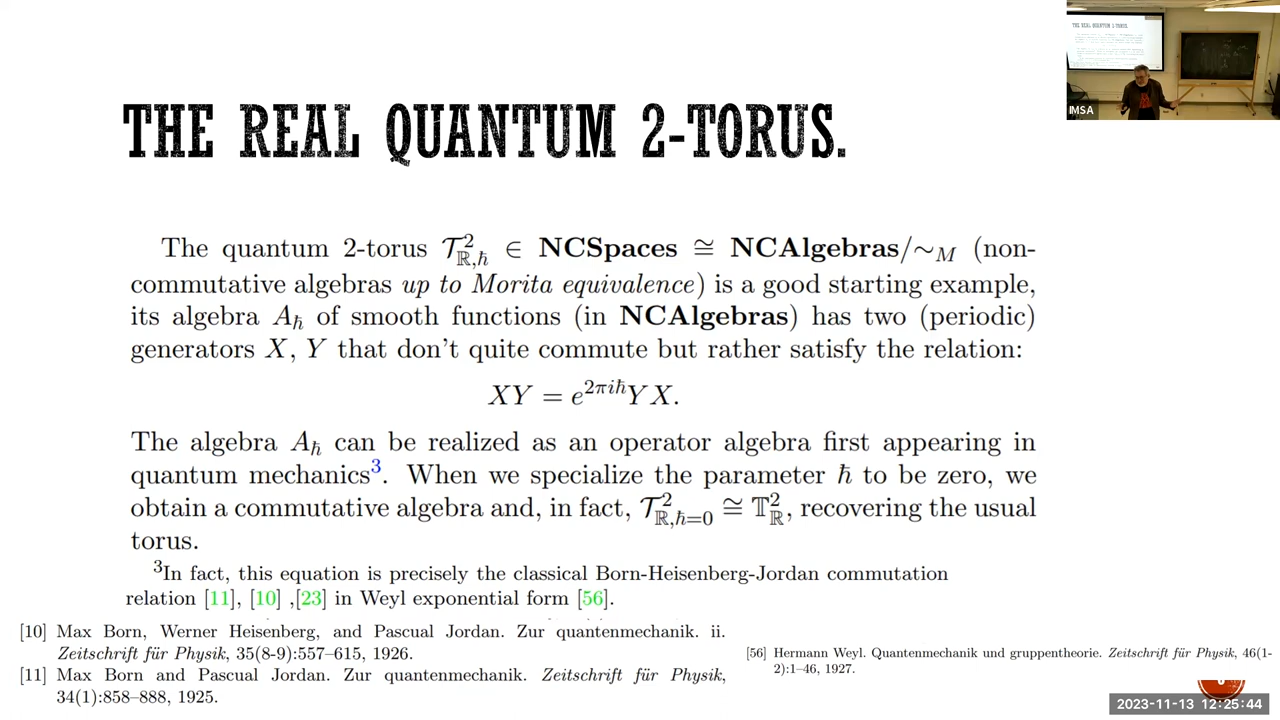 THE REAL QUANTUM 2-TORUS.
IMSA
THE REAL QUANTUM 2-TORUS.
The quantum 2-torus 𝒯²_{ℝ,ħ} ∈ NCSpaces ≅ NCAlgebras/∼_M (non-
commutative algebras up to Morita equivalence) is a good starting example,
its algebra A_ħ of smooth functions (in NCAlgebras) has two (periodic)
generators X, Y that don't quite commute but rather satisfy the relation:
XY = e^{2πiħ}YX.
The algebra A_ħ can be realized as an operator algebra first appearing in
quantum mechanics³. When we specialize the parameter ħ to be zero, we
obtain a commutative algebra and, in fact, 𝒯²_{ℝ,ħ=0} ≅ 𝕋²_ℝ, recovering the usual
torus.
³In fact, this equation is precisely the classical Born-Heisenberg-Jordan commutation
relation [11], [10] ,[23] in Weyl exponential form [56].
[10] Max Born, Werner Heisenberg, and Pascual Jordan. Zur quantenmechanik. ii.
Zeitschrift für Physik, 35(8-9):557–615, 1926.
[11] Max Born and Pascual Jordan. Zur quantenmechanik. Zeitschrift für Physik,
34(1):858–888, 1925.
[56] Hermann Weyl. Quantenmechanik und gruppentheorie. Zeitschrift für Physik, 46(1-
2):1–46, 1927.
2023-11-13 12:25:44